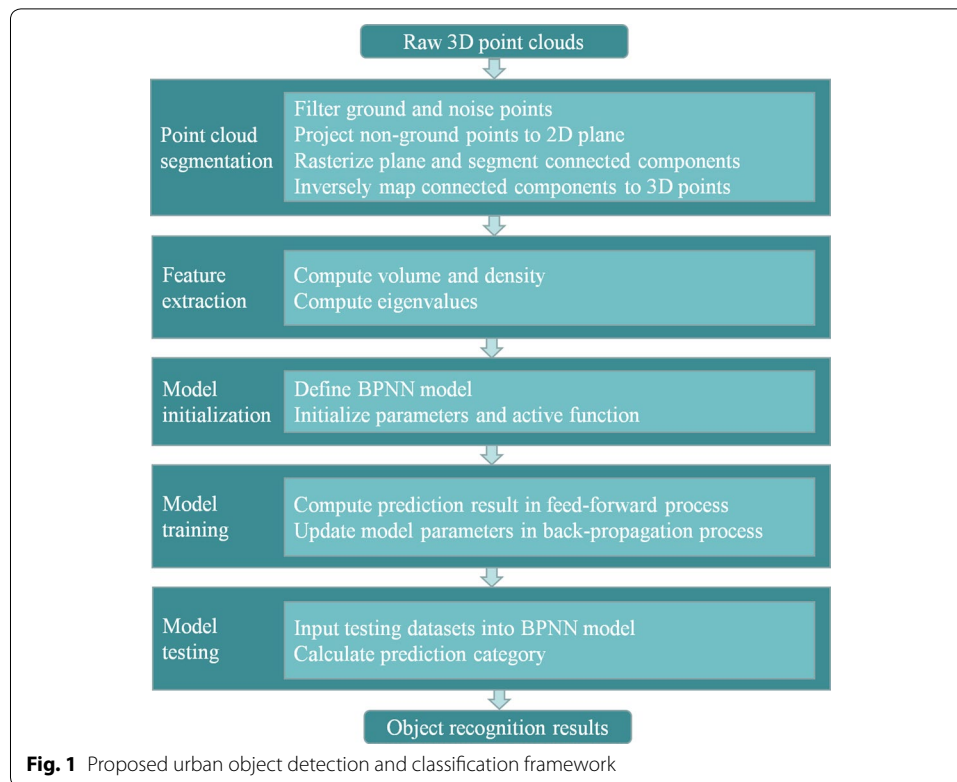 Raw 3D point clouds
Point cloud
segmentation
Filter ground and noise points
Project non-ground points to 2D plane
Rasterize plane and segment connected components
Inversely map connected components to 3D points
Feature
extraction
Compute volume and density
Compute eigenvalues
Model
initialization
Define BPNN model
Initialize parameters and active function
Model
training
Compute prediction result in feed-forward process
Update model parameters in back-propagation process
Model
testing
Input testing datasets into BPNN model
Calculate prediction category
Object recognition results
Fig. 1 Proposed urban object detection and classification framework